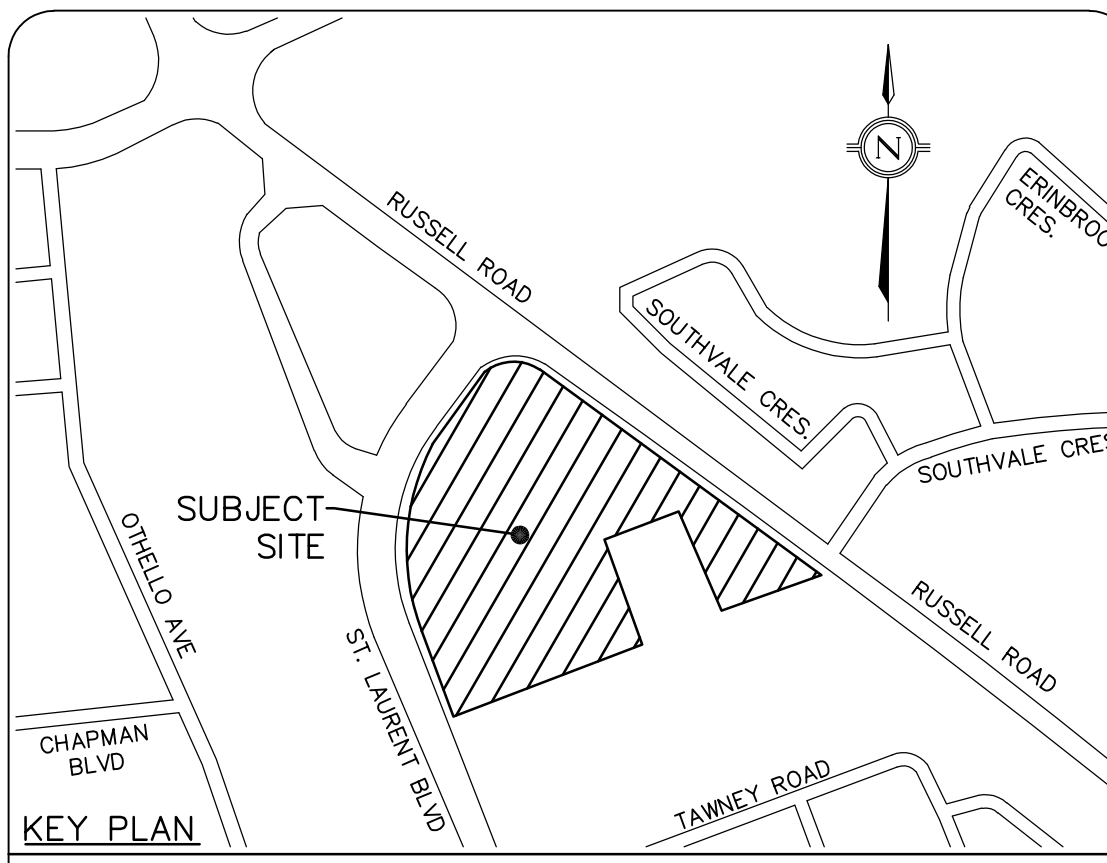 RUSSELL ROAD
N
ERINBROO
CRES.
SOUTHVALE CRES.
SOUTHVALE CRES
SUBJECT
SITE
OTHELLO AVE
ST. LAURENT BLVD
RUSSELL ROAD
CHAPMAN
BLVD
TAWNEY ROAD
KEY PLAN